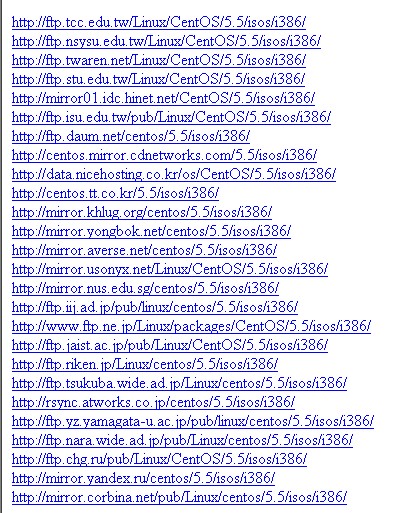 http://ftp.tcc.edu.tw/Linux/CentOS/5.5/isos/i386/
http://ftp.nsysu.edu.tw/Linux/CentOS/5.5/isos/i386/
http://ftp.twaren.net/Linux/CentOS/5.5/isos/i386/
http://ftp.stu.edu.tw/Linux/CentOS/5.5/isos/i386/
http://mirror01.idc.hinet.net/CentOS/5.5/isos/i386/
http://ftp.isu.edu.tw/pub/Linux/CentOS/5.5/isos/i386/
http://ftp.daum.net/centos/5.5/isos/i386/
http://centos.mirror.cdnetworks.com/5.5/isos/i386/
http://data.nicehosting.co.kr/os/CentOS/5.5/isos/i386/
http://centos.tt.co.kr/5.5/isos/i386/
http://mirror.khlug.org/centos/5.5/isos/i386/
http://mirror.yongbok.net/centos/5.5/isos/i386/
http://mirror.averse.net/centos/5.5/isos/i386/
http://mirror.usonyx.net/Linux/CentOS/5.5/isos/i386/
http://mirror.nus.edu.sg/centos/5.5/isos/i386/
http://ftp.iij.ad.jp/pub/linux/centos/5.5/isos/i386/
http://www.ftp.ne.jp/Linux/packages/CentOS/5.5/isos/i386/
http://ftp.jaist.ac.jp/pub/Linux/CentOS/5.5/isos/i386/
http://ftp.riken.jp/Linux/centos/5.5/isos/i386/
http://ftp.tsukuba.wide.ad.jp/Linux/centos/5.5/isos/i386/
http://rsync.atworks.co.jp/centos/5.5/isos/i386/
http://ftp.yz.yamagata-u.ac.jp/pub/linux/centos/5.5/isos/i386/
http://ftp.nara.wide.ad.jp/pub/Linux/centos/5.5/isos/i386/
http://ftp.chg.ru/pub/Linux/CentOS/5.5/isos/i386/
http://mirror.yandex.ru/centos/5.5/isos/i386/
http://mirror.corbina.net/pub/Linux/centos/5.5/isos/i386/